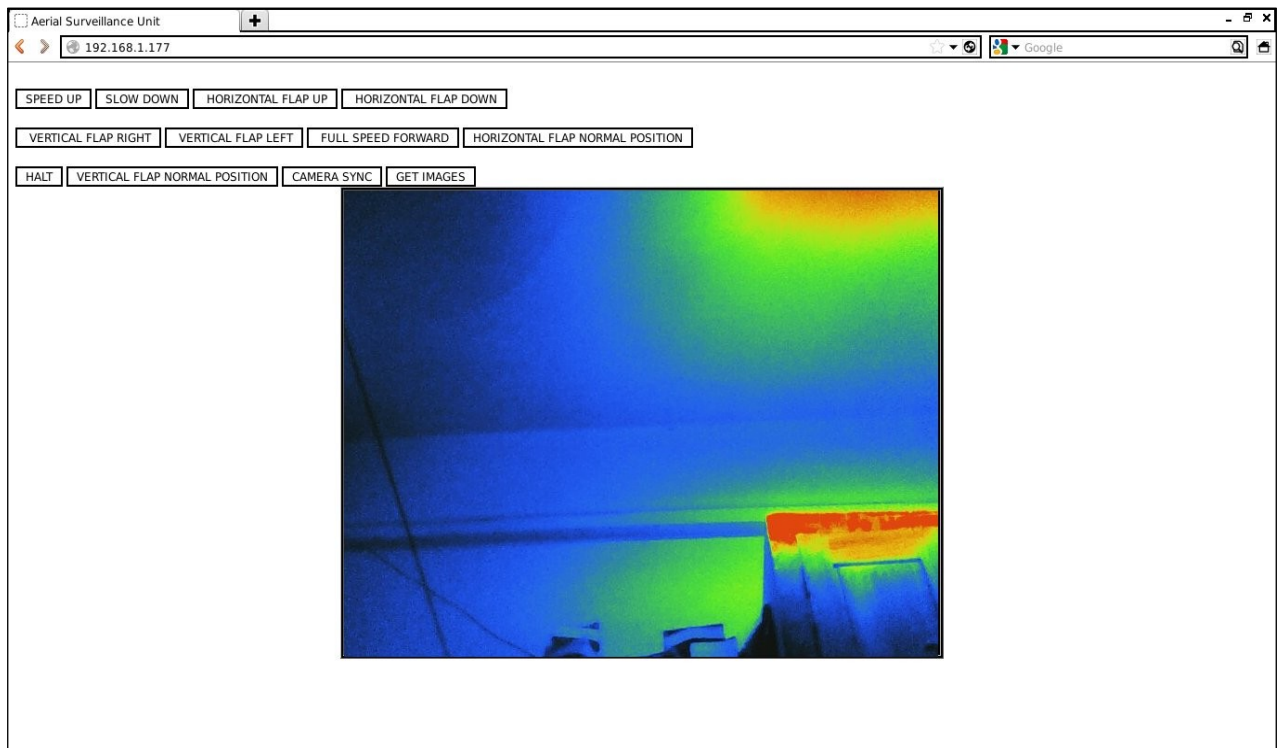 Aerial Surveillance Unit
192.168.1.177
Google
SPEED UP SLOW DOWN HORIZONTAL FLAP UP HORIZONTAL FLAP DOWN
VERTICAL FLAP RIGHT VERTICAL FLAP LEFT FULL SPEED FORWARD HORIZONTAL FLAP NORMAL POSITION
HALT VERTICAL FLAP NORMAL POSITION CAMERA SYNC GET IMAGES